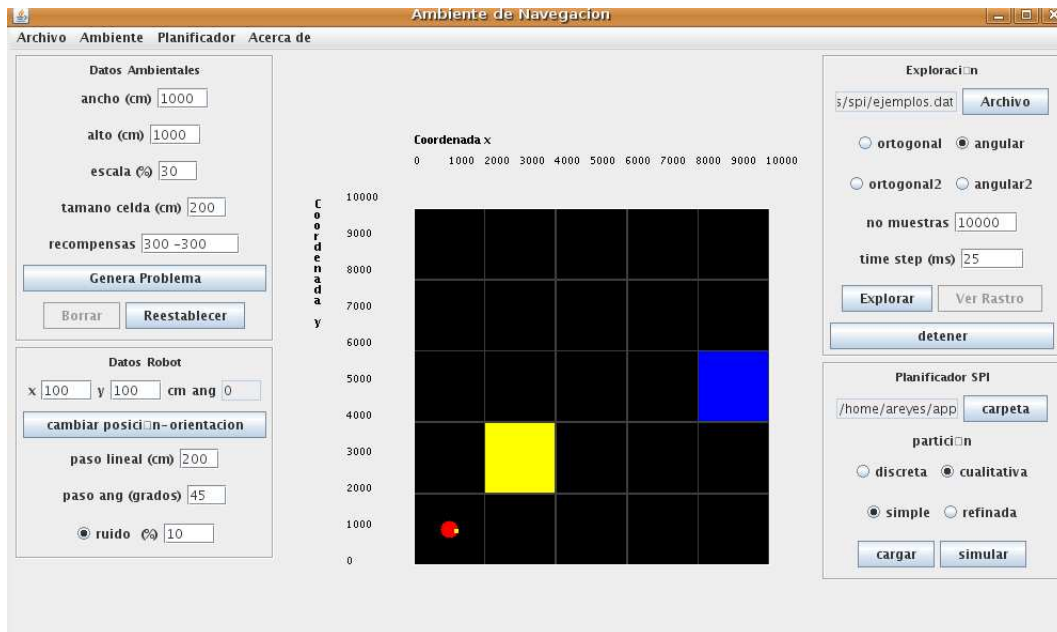 Ambiente de Navegacion
Archivo Ambiente Planificador Acerca de
Datos Ambientales
ancho (cm) 1000
alto (cm) 1000
escala (%) 30
tamano celda (cm) 200
recompensas 300 -300
Genera Problema
Borrar Reestablecer
Datos Robot
x 100 y 100 cm ang 0
cambiar posici□n-orientacion
paso lineal (cm) 200
paso ang (grados) 45
ruido (%) 10
Coordenada x
0 1000 2000 3000 4000 5000 6000 7000 8000 9000 10000
Coordenada y
10000
9000
8000
7000
6000
5000
4000
3000
2000
1000
0
Exploraci□n
s/spi/ejemplos.dat Archivo
ortogonal angular
ortogonal2 angular2
no muestras 10000
time step (ms) 25
Explorar Ver Rastro
detener
Planificador SPI
/home/areyes/app carpeta
partici□n
discreta cualitativa
simple refinada
cargar simular